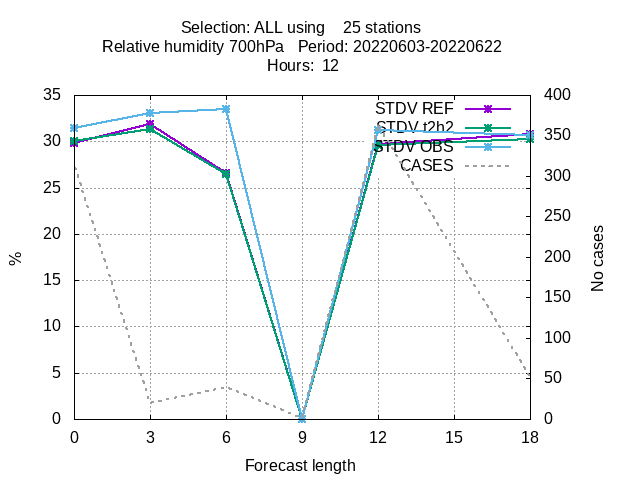 Selection: ALL using    25 stations
Relative humidity 700hPa   Period: 20220603-20220622
Hours:  12
35
30
25
20
15
10
5
0
400
350
300
250
200
150
100
50
0
%
No cases
STDV REF
STDV t2h2
STDV OBS
CASES
0 3 6 9 12 15 18
Forecast length